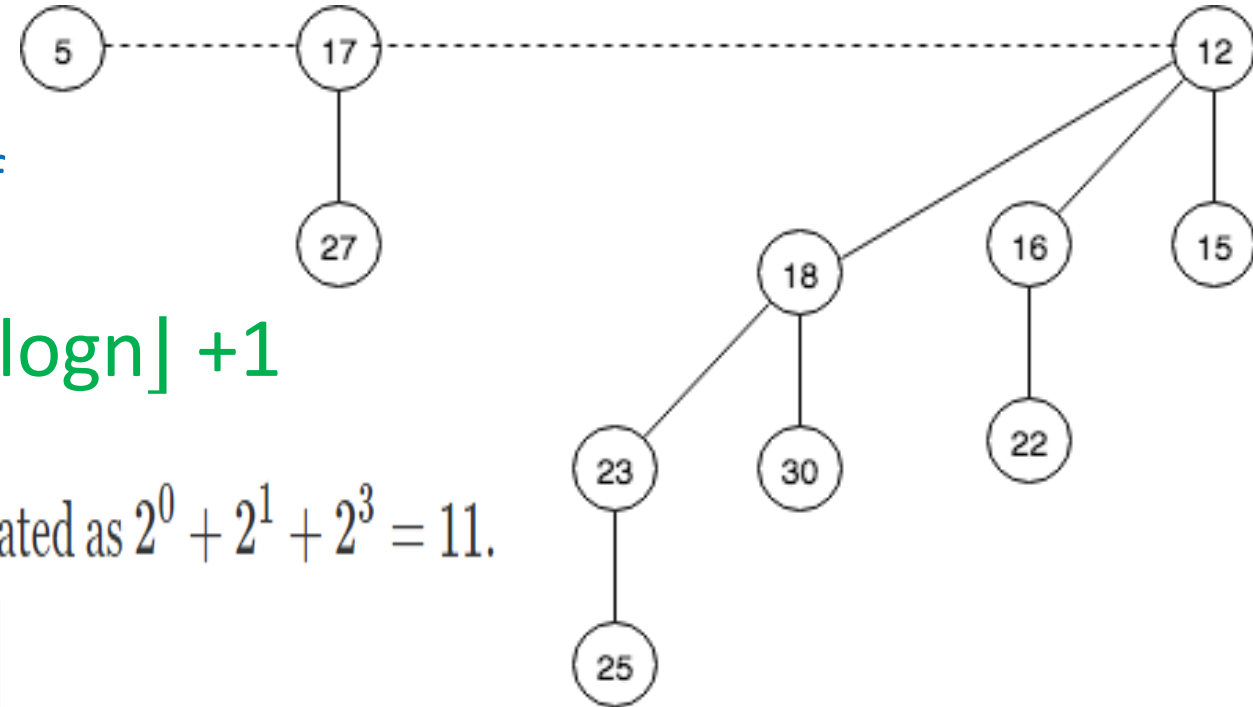 5 17 12
27 16 15
18
logn⌋ +1
23 30 22
ated as 2⁰ + 2¹ + 2³ = 11.
25